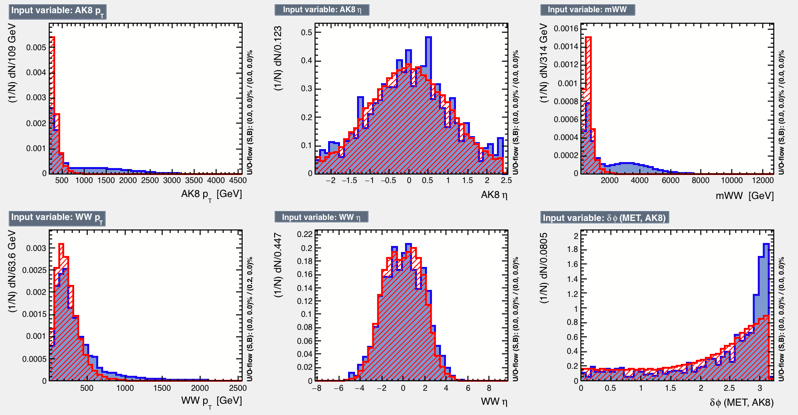 Input variable: AK8 pT
(1/N) dN/109 GeV
0.005
0.004
0.003
0.002
0.001
0
500 1000 1500 2000 2500 3000 3500 4000 4500
AK8 pT [GeV]
U/O-flow (S,B): (0.0, 0.0)% / (0.0, 0.0)%
Input variable: AK8 η
(1/N) dN/0.123
0.5
0.4
0.3
0.2
0.1
0
−2 −1.5 −1 −0.5 0 0.5 1 1.5 2 2.5
AK8 η
U/O-flow (S,B): (0.0, 0.0)% / (0.0, 0.0)%
Input variable: mWW
(1/N) dN/314 GeV
0.0016
0.0014
0.0012
0.001
0.0008
0.0006
0.0004
0.0002
0
2000 4000 6000 8000 10000 12000
mWW [GeV]
U/O-flow (S,B): (0.0, 0.0)% / (0.0, 0.0)%
Input variable: WW pT
(1/N) dN/63.6 GeV
0.003
0.0025
0.002
0.0015
0.001
0.0005
0
500 1000 1500 2000 2500
WW pT [GeV]
U/O-flow (S,B): (0.0, 0.0)% / (0.2, 0.0)%
Input variable: WW η
(1/N) dN/0.447
0.22
0.2
0.18
0.16
0.14
0.12
0.1
0.08
0.06
0.04
0.02
0
−8 −6 −4 −2 0 2 4 6 8
WW η
U/O-flow (S,B): (0.0, 0.0)% / (0.0, 0.0)%
Input variable: δϕ (MET, AK8)
(1/N) dN/0.0805
2
1.8
1.6
1.4
1.2
1
0.8
0.6
0.4
0.2
0
0 0.5 1 1.5 2 2.5 3
δϕ (MET, AK8)
U/O-flow (S,B): (0.0, 0.0)% / (0.0, 0.0)%